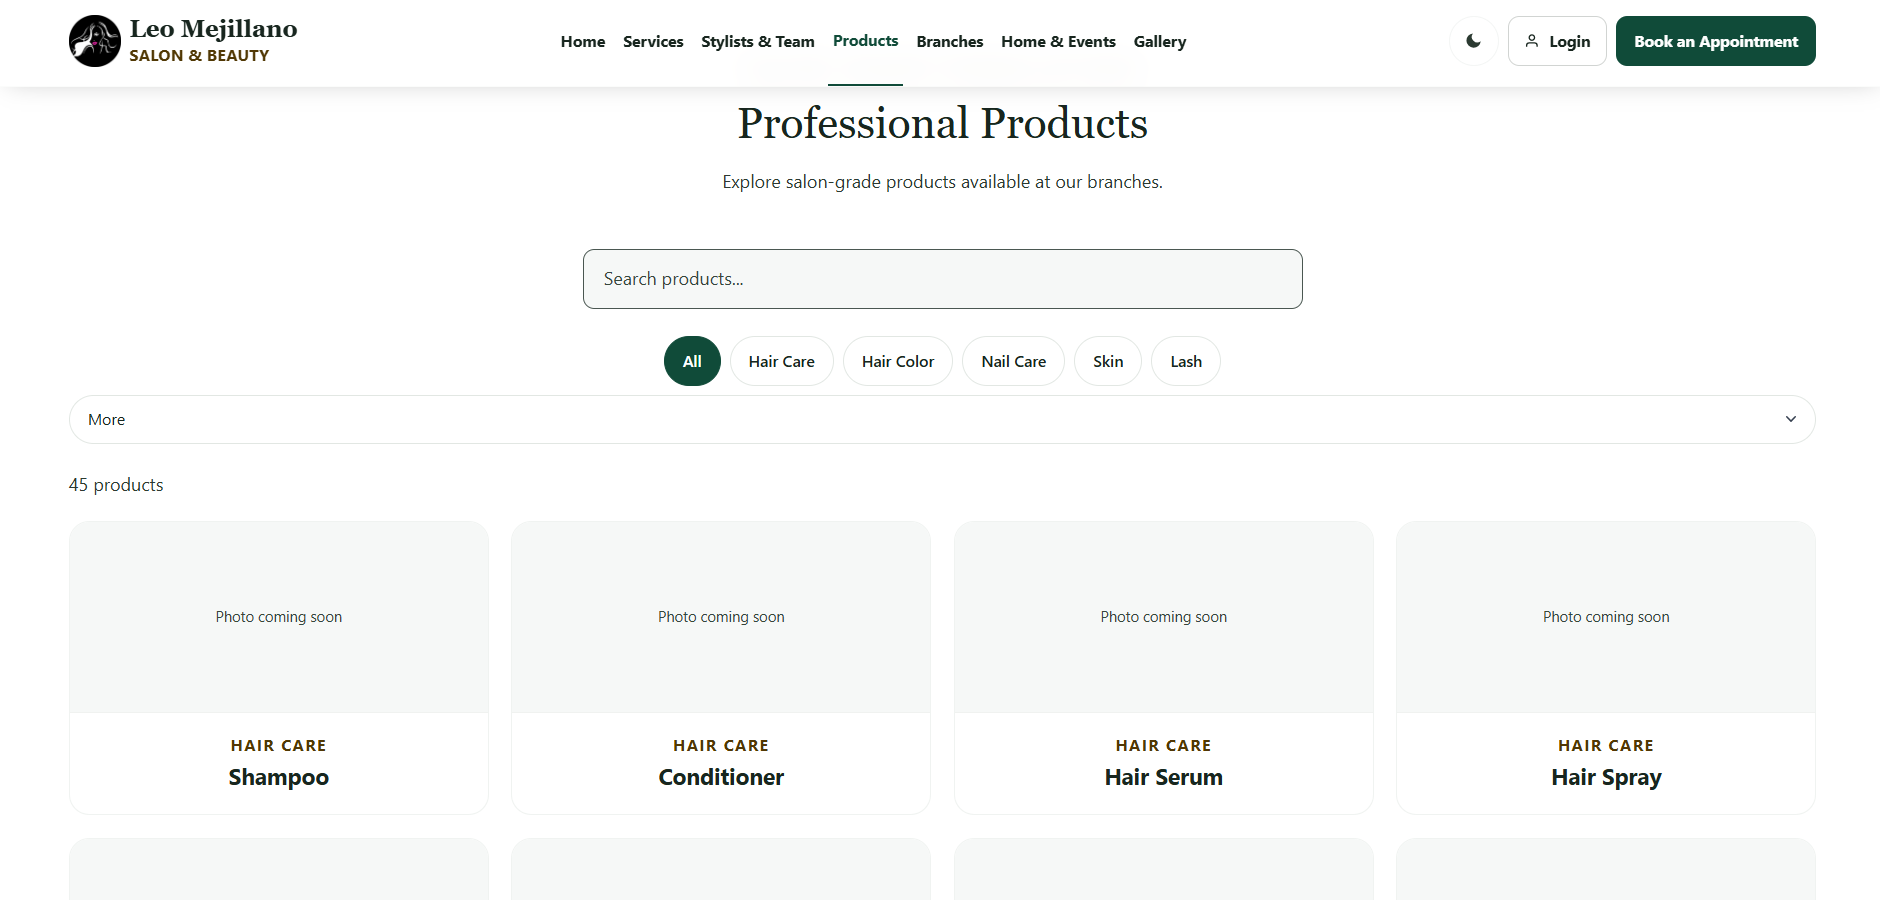 Leo Mejillano
SALON & BEAUTY
Home Services Stylists & Team Products Branches Home & Events Gallery
Login
Book an Appointment
Professional Products
Explore salon-grade products available at our branches.
Search products...
All Hair Care Hair Color Nail Care Skin Lash
More
45 products
Photo coming soon Photo coming soon Photo coming soon Photo coming soon
HAIR CARE HAIR CARE HAIR CARE HAIR CARE
Shampoo Conditioner Hair Serum Hair Spray